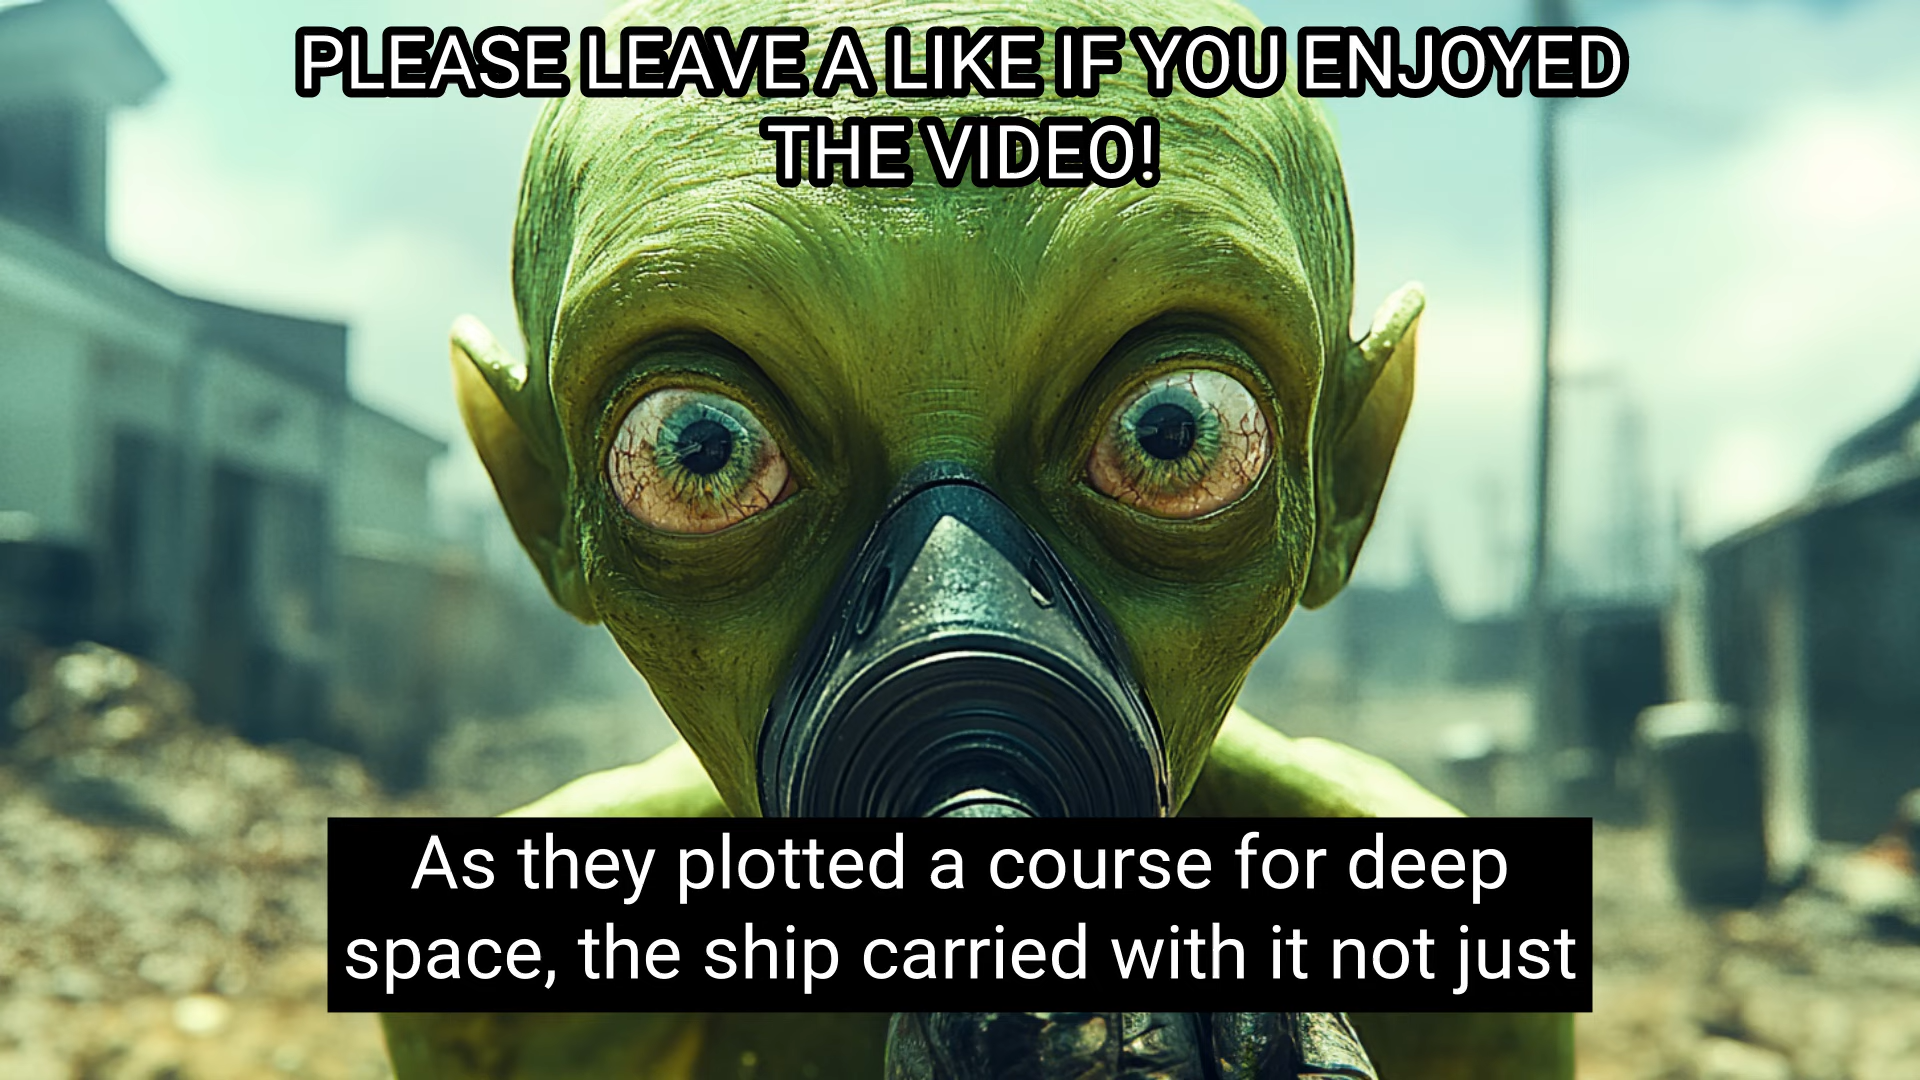 PLEASE LEAVE A LIKE IF YOU ENJOYED
THE VIDEO!
As they plotted a course for deep
space, the ship carried with it not just